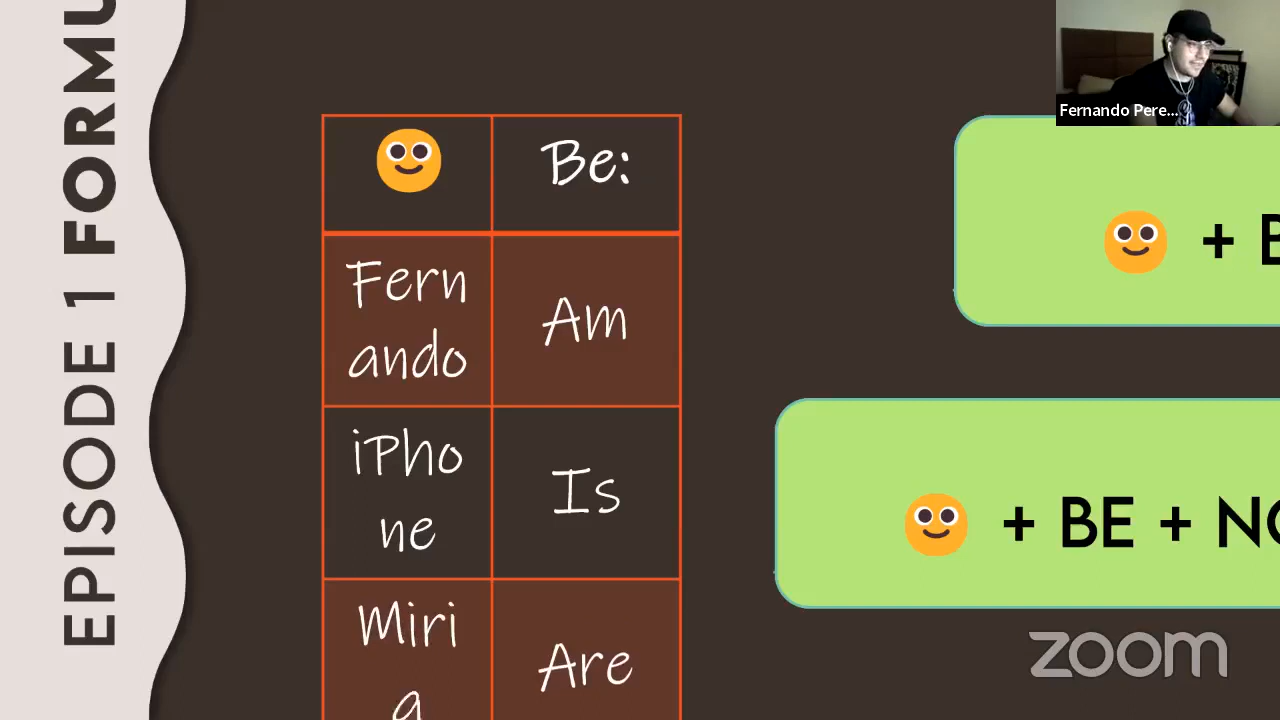 EPISODE 1 FORMU
Be:
Fern
ando
Am
iPho
ne
Is
Miri
a
Are
+ B
+ BE + NO
Fernando Pere...
zoom